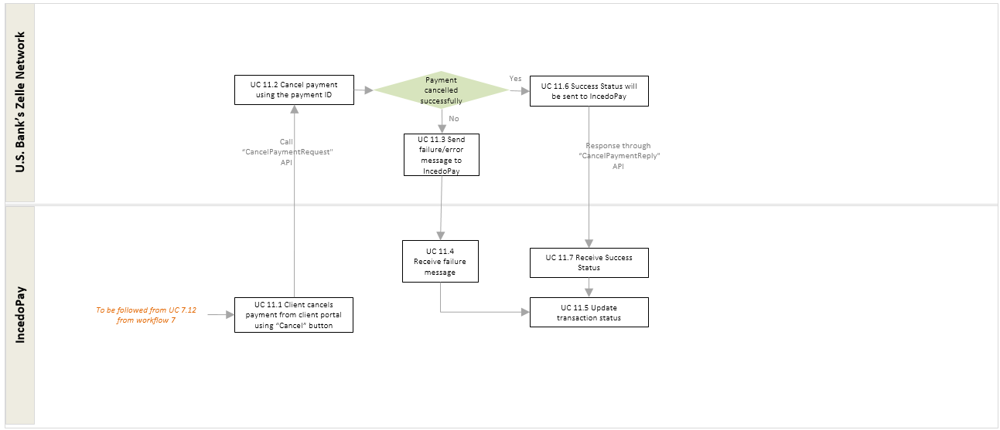 U.S. Bank's Zelle Network
UC 11.2 Cancel payment
using the payment ID
Payment
cancelled
successfully
Yes
UC 11.6 Success Status will
be sent to IncedoPay
No
UC 11.3 Send
failure/error
message to
IncedoPay
Call
"CancelPaymentRequest"
API
Response through
"CancelPaymentReply"
API
IncedoPay
To be followed from UC 7.12
from workflow 7
UC 11.1 Client cancels
payment from client portal
using "Cancel" button
UC 11.4
Receive failure
message
UC 11.7 Receive Success
Status
UC 11.5 Update
transaction status